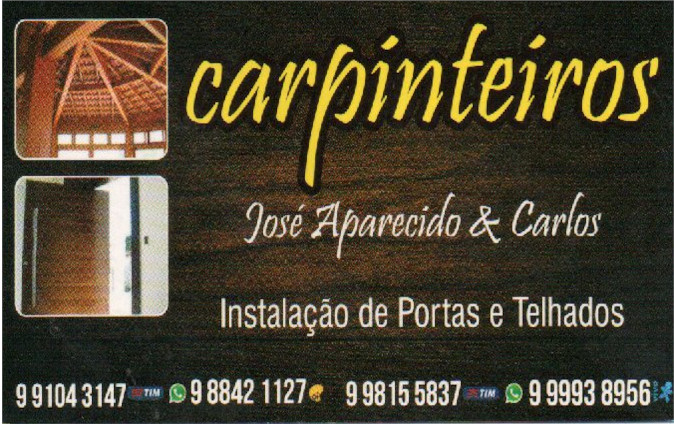 carpinteiros
José Aparecido & Carlos
Instalação de Portas e Telhados
9 9104 3147 TIM 9 8842 1127 9 9815 5837 TIM 9 9993 8956 vivo